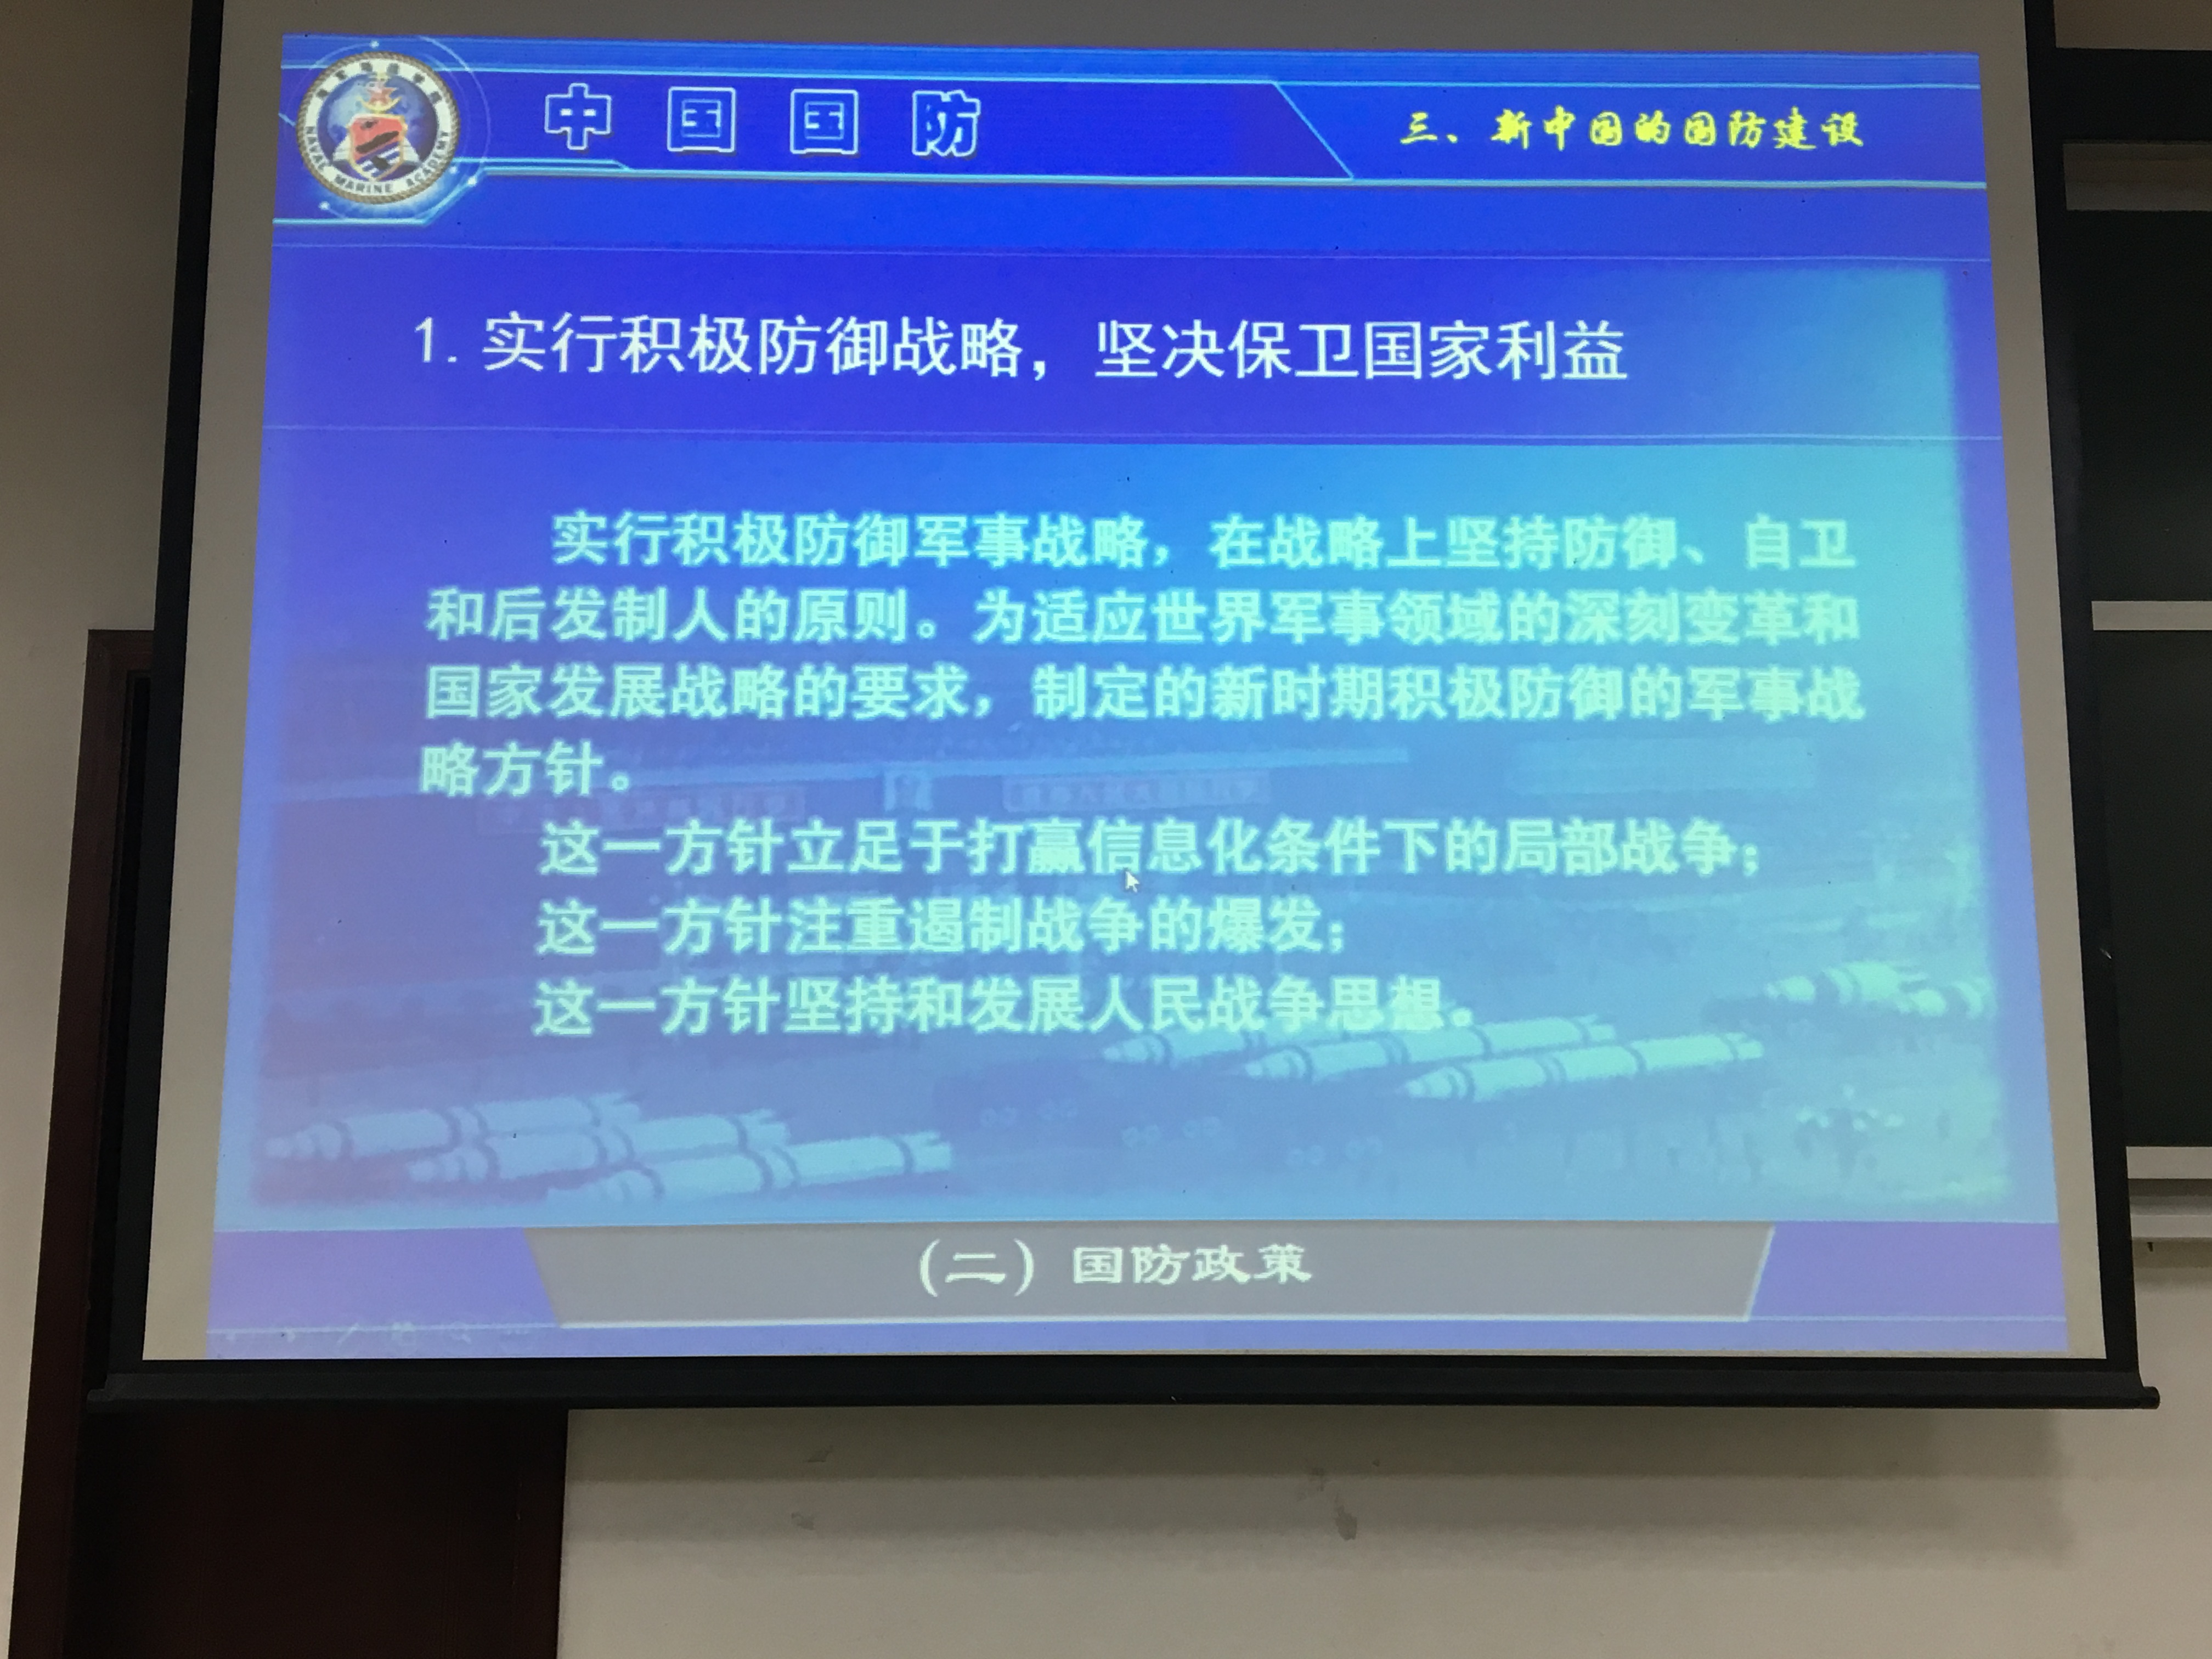 中国国防
三、新中国的国防建设
NAVAL MARINE ACADEMY
1. 实行积极防御战略，坚决保卫国家利益
实行积极防御军事战略，在战略上坚持防御、自卫
和后发制人的原则。为适应世界军事领域的深刻变革和
国家发展战略的要求，制定的新时期积极防御的军事战
略方针。
这一方针立足于打赢信息化条件下的局部战争；
这一方针注重遏制战争的爆发；
这一方针坚持和发展人民战争思想。
（二）国防政策